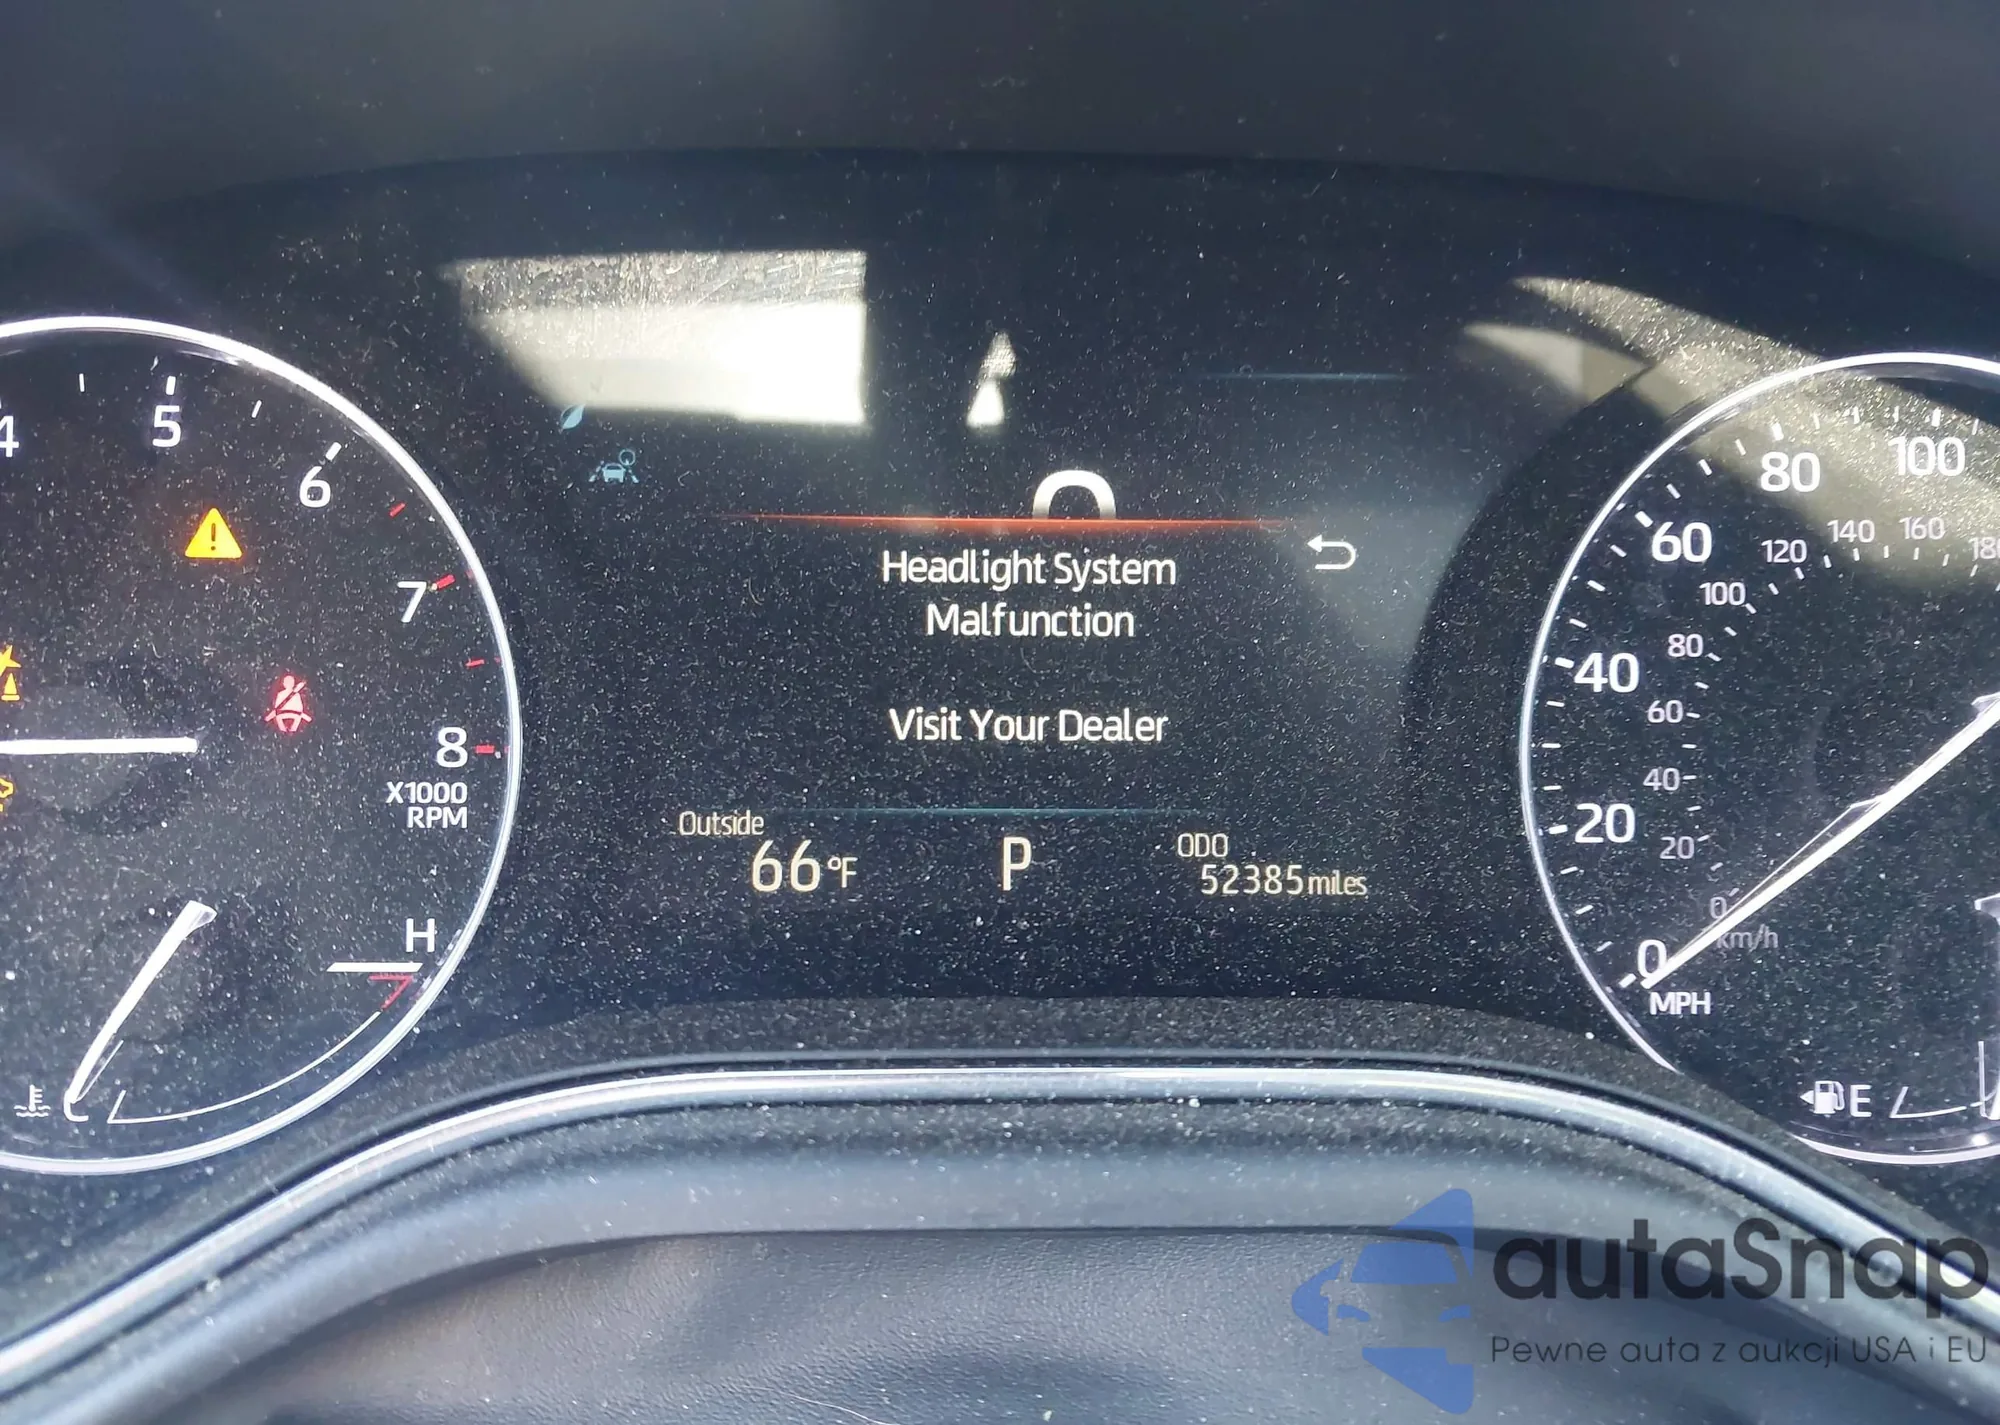 4
5
6
7
8
X1000
RPM
H
C
Headlight System
Malfunction
Visit Your Dealer
Outside
66°F
P
ODO
52385 miles
100
80
60
40
20
0
MPH
160
140
120
100
80
60
40
20
0
km/h
E
autaSnap
Pewne auta z aukcji USA i EU